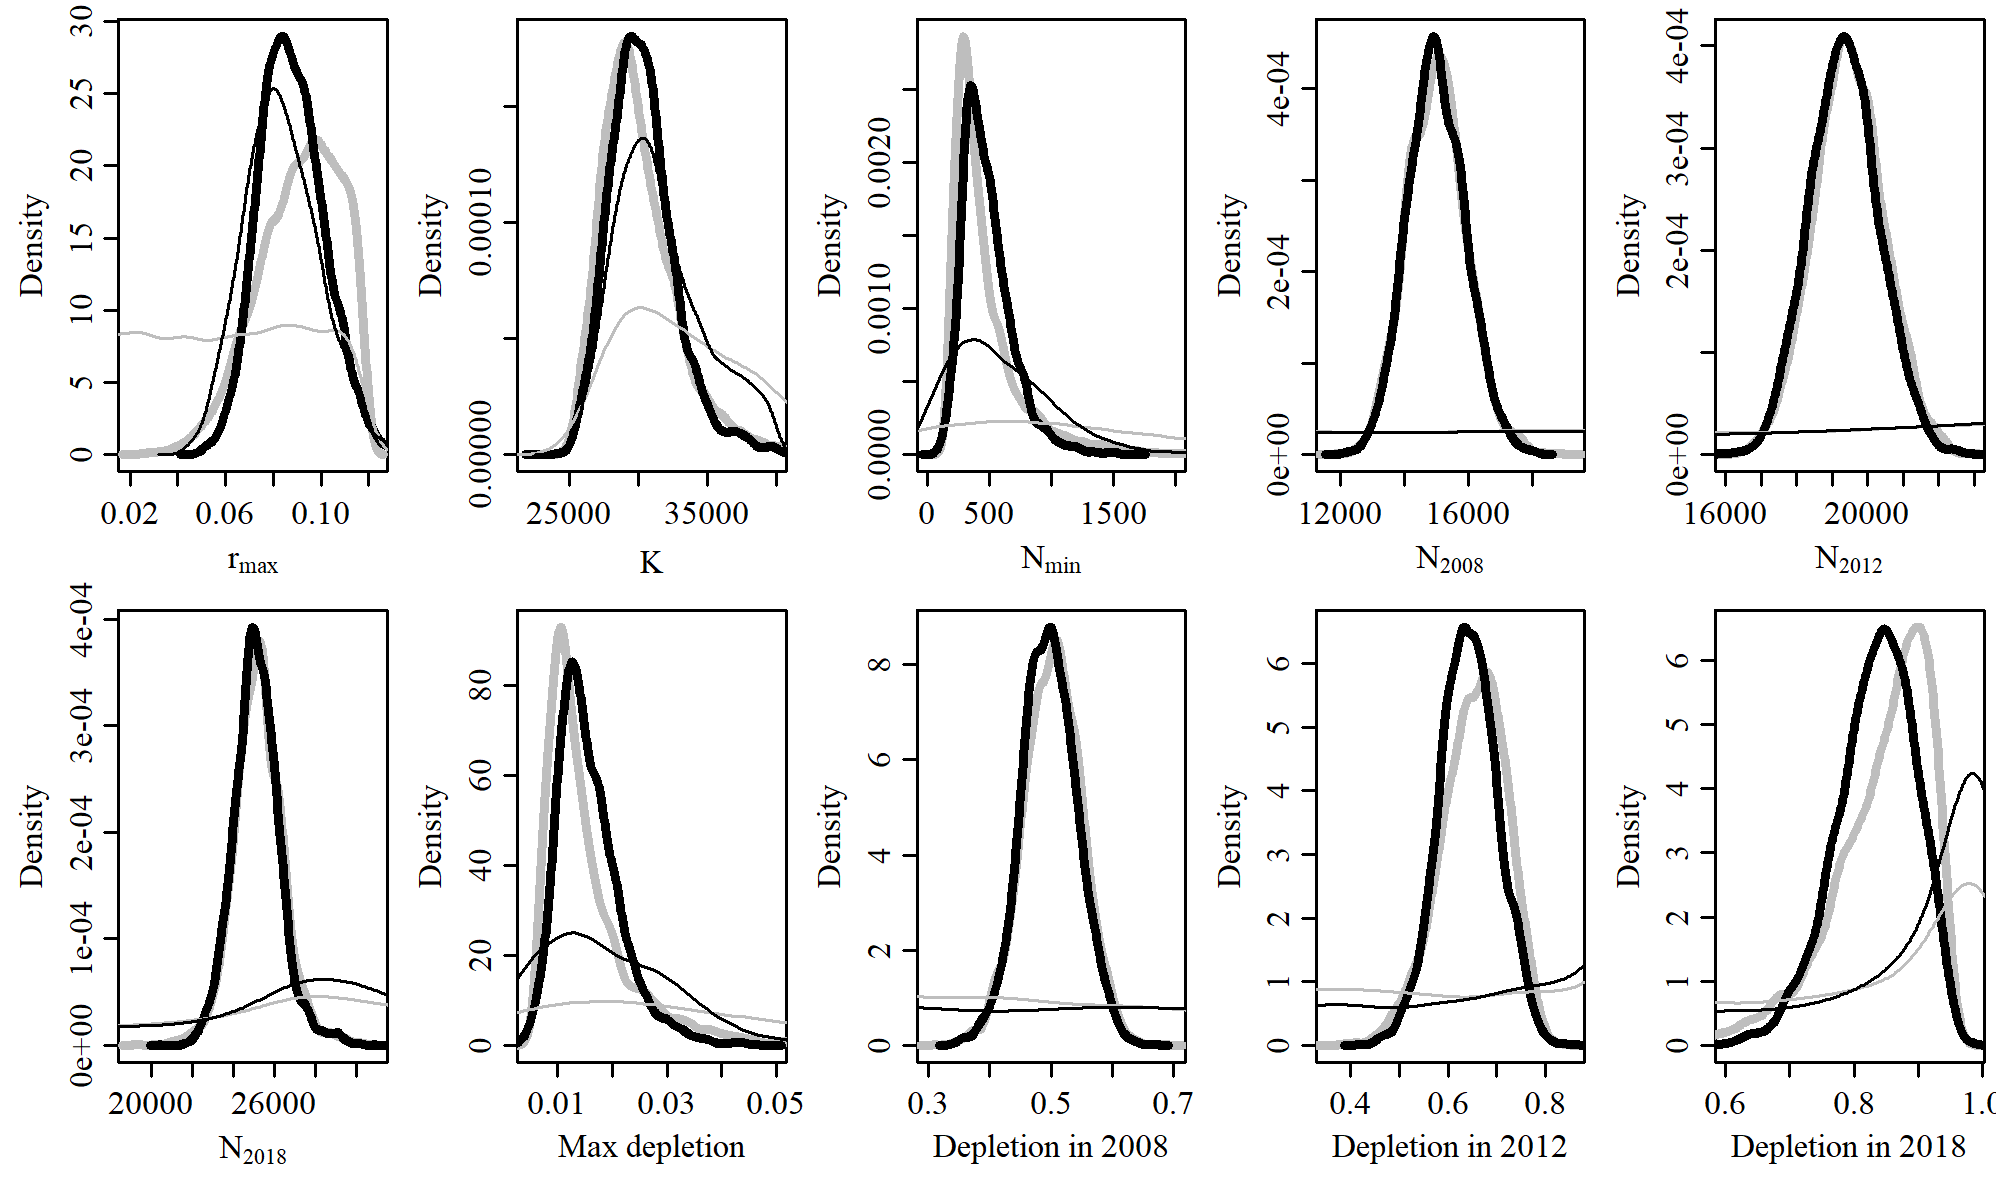 Density
0 5 10 15 20 25 30
0.02 0.06 0.10
rmax
Density
0.00000 0.00010
25000 35000
K
Density
0.0000 0.0010 0.0020
0 500 1500
Nmin
Density
0e+00 2e-04 4e-04
12000 16000
N2008
Density
0e+00 2e-04 3e-04 4e-04
16000 20000
N2012
Density
0e+00 1e-04 2e-04 3e-04 4e-04
20000 26000
N2018
Density
0 20 40 60 80
0.01 0.03 0.05
Max depletion
Density
0 2 4 6 8
0.3 0.5 0.7
Depletion in 2008
Density
0 1 2 3 4 5 6
0.4 0.6 0.8
Depletion in 2012
Density
0 1 2 3 4 5 6
0.6 0.8 1.0
Depletion in 2018